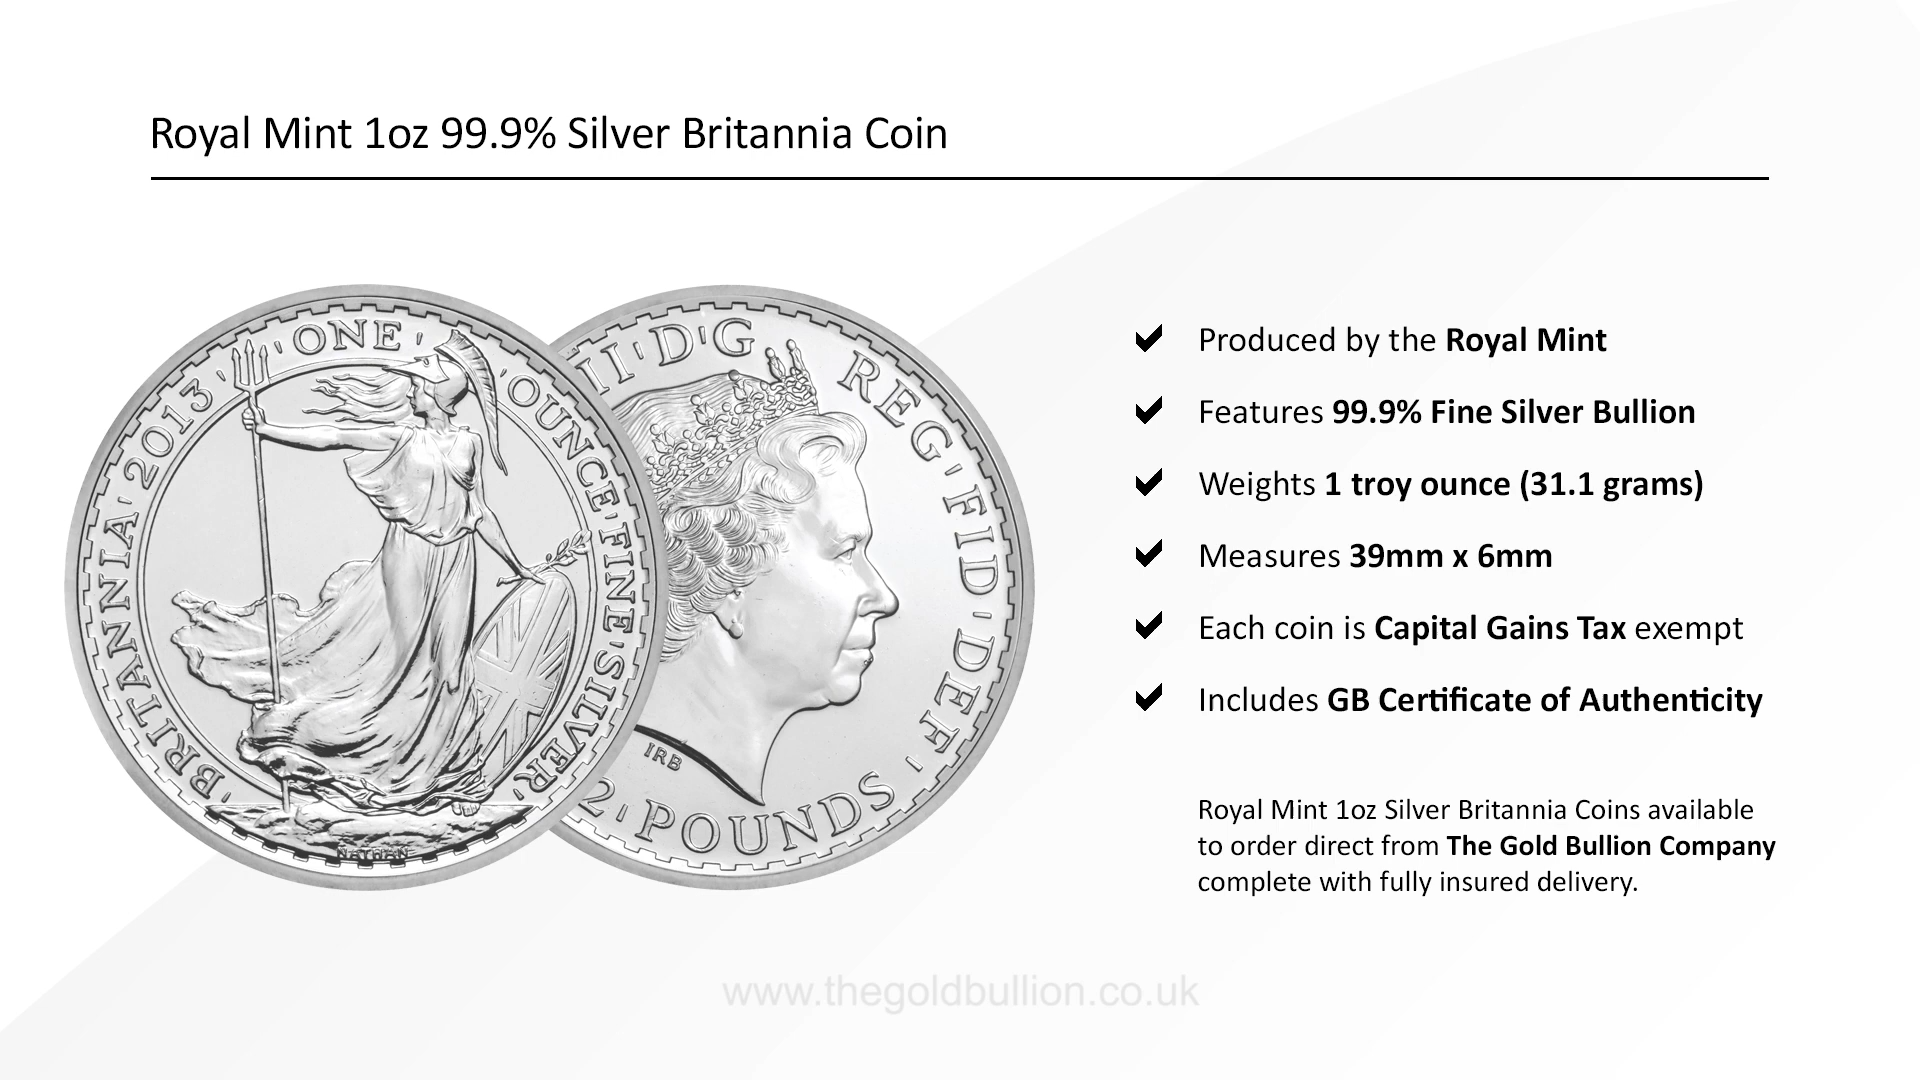 Royal Mint 1oz 99.9% Silver Britannia Coin
BRITANNIA ' 2013 ' ONE ' OUNCE ' FINE ' SILVER
NATHAN
II ' D ' G REG ' FID ' DEF '
IRB
2 ' POUNDS
Produced by the Royal Mint
Features 99.9% Fine Silver Bullion
Weights 1 troy ounce (31.1 grams)
Measures 39mm x 6mm
Each coin is Capital Gains Tax exempt
Includes GB Certificate of Authenticity
Royal Mint 1oz Silver Britannia Coins available
to order direct from The Gold Bullion Company
complete with fully insured delivery.
www.thegoldbullion.co.uk